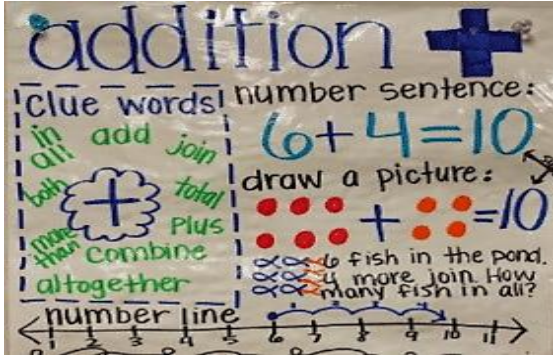 addition +
clue words
in all
add
join
both
+
total
more than
plus
combine
altogether
number sentence:
6+4=10
draw a picture:
+ =10
6 fish in the pond.
4 more join. How
many fish in all?
number line
1 2 3 4 5 6 7 8 9 10 11